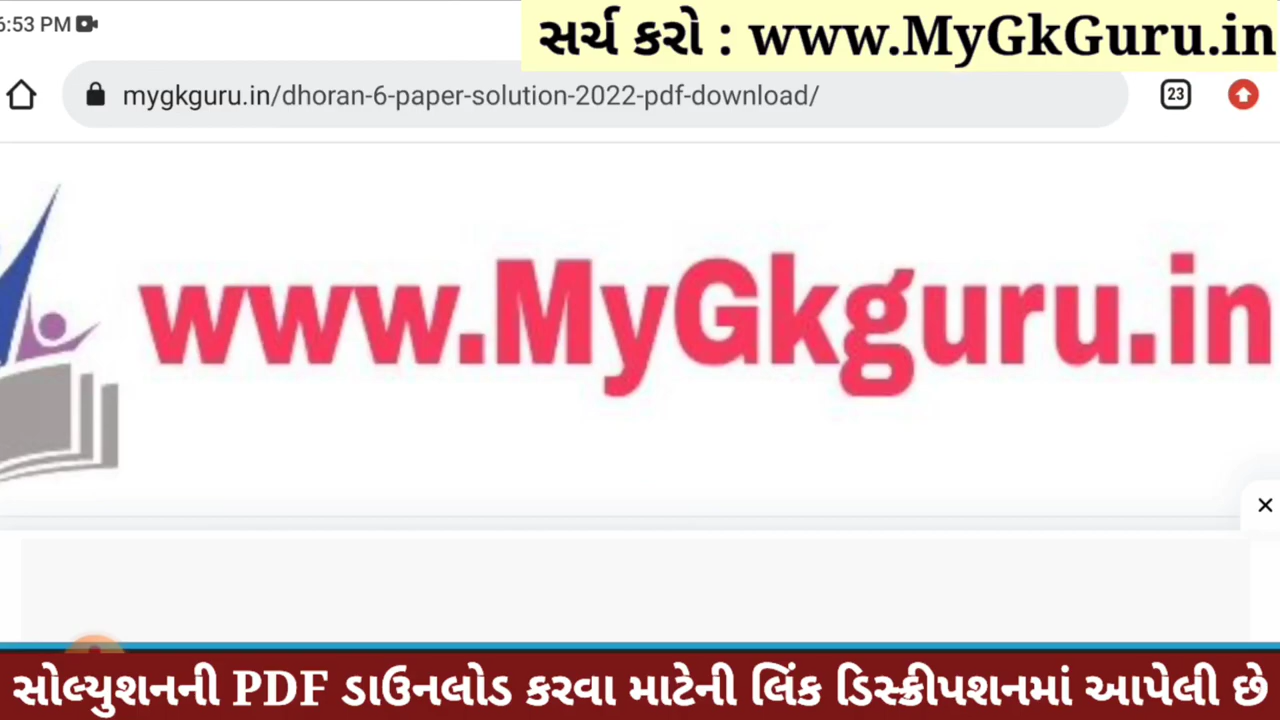 6:53 PM
સર્ચ કરો : www.MyGkGuru.in
mygkguru.in/dhoran-6-paper-solution-2022-pdf-download/
23
www.MyGkguru.in
સોલ્યુશનની PDF ડાઉનલોડ કરવા માટેની લિંક ડિસ્ક્રીપશનમાં આપેલી છે